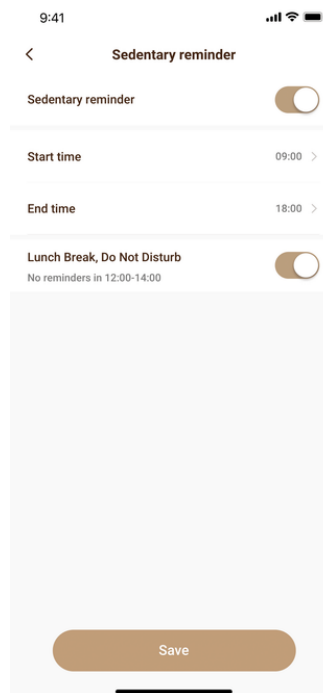 9:41
Sedentary reminder
Sedentary reminder
Start time 09:00
End time 18:00
Lunch Break, Do Not Disturb
No reminders in 12:00-14:00
Save